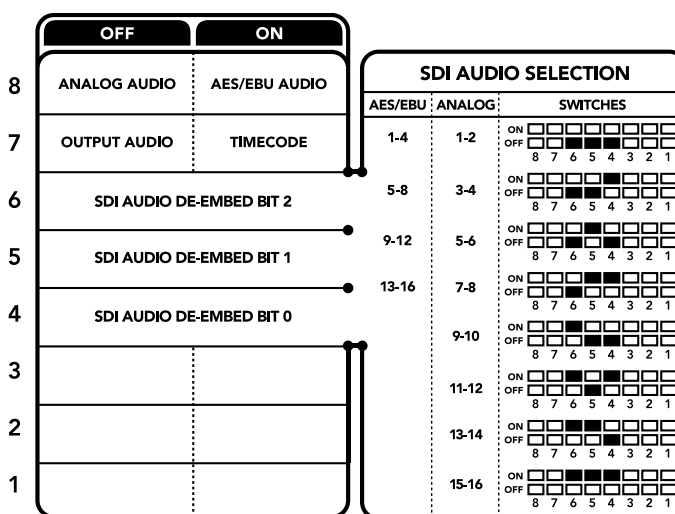 OFF ON
8 ANALOG AUDIO AES/EBU AUDIO
7 OUTPUT AUDIO TIMECODE
6 SDI AUDIO DE-EMBED BIT 2
5 SDI AUDIO DE-EMBED BIT 1
4 SDI AUDIO DE-EMBED BIT 0
3
2
1
SDI AUDIO SELECTION
AES/EBU ANALOG SWITCHES
1-4 1-2 ON
OFF
8 7 6 5 4 3 2 1
5-8 3-4 ON
OFF
8 7 6 5 4 3 2 1
9-12 5-6 ON
OFF
8 7 6 5 4 3 2 1
13-16 7-8 ON
OFF
8 7 6 5 4 3 2 1
9-10 ON
OFF
8 7 6 5 4 3 2 1
11-12 ON
OFF
8 7 6 5 4 3 2 1
13-14 ON
OFF
8 7 6 5 4 3 2 1
15-16 ON
OFF
8 7 6 5 4 3 2 1